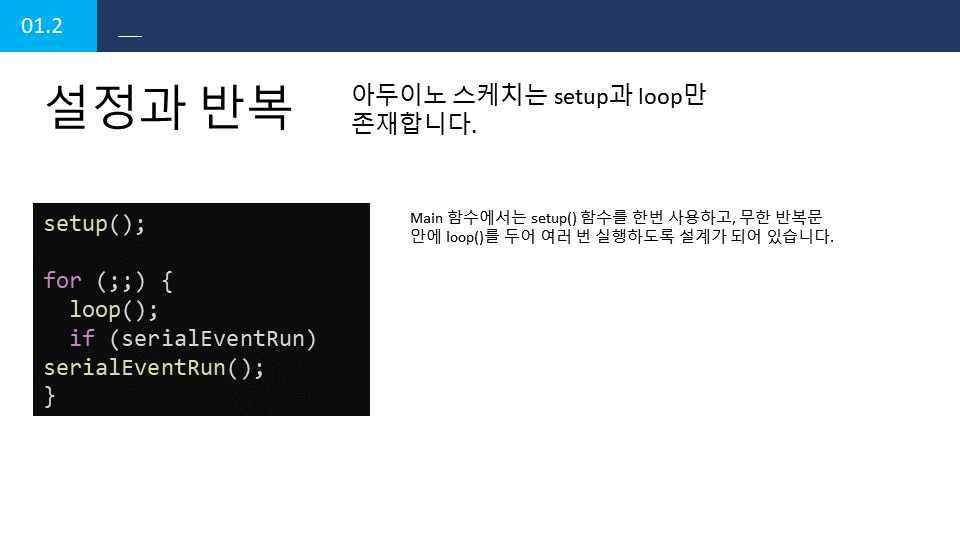 01.2
__
설정과 반복
아두이노 스케치는 setup과 loop만
존재합니다.
setup();
for (;;) {
  loop();
  if (serialEventRun)
serialEventRun();
}
Main 함수에서는 setup() 함수를 한번 사용하고, 무한 반복문
안에 loop()를 두어 여러 번 실행하도록 설계가 되어 있습니다.